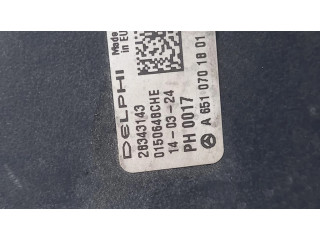 DELPHI
Made
in EU
28343143
0150648CHE
14-03-24
PH 0017
A 651 070 18 01